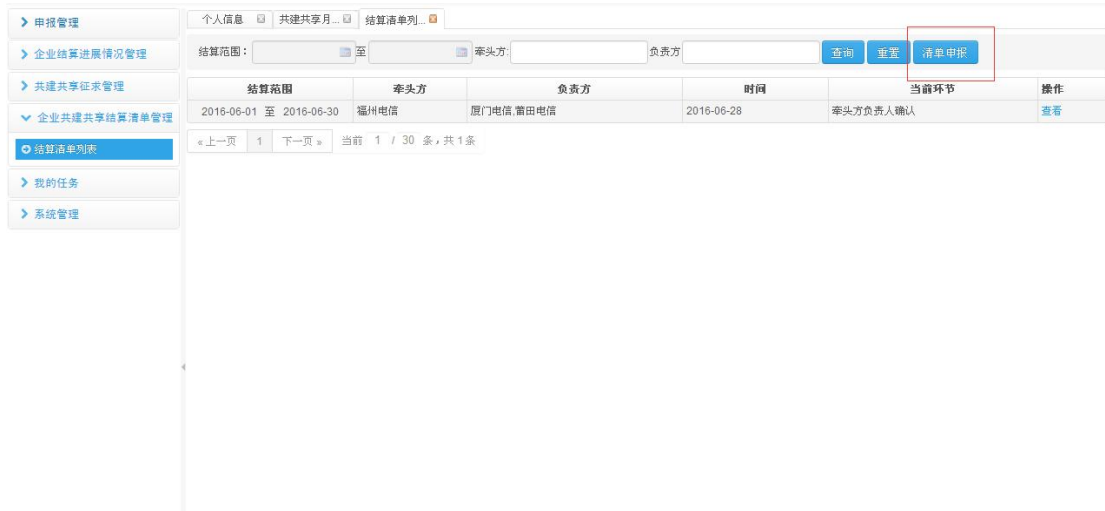 申报管理
企业结算进展情况管理
共建共享征求管理
企业共建共享结算清单管理
结算清单列表
我的任务
系统管理
个人信息 共建共享月... 结算清单列...
结算范围： 至 牵头方: 负责方 查询 重置 清单申报
结算范围 牵头方 负责方 时间 当前环节 操作
2016-06-01 至 2016-06-30 福州电信 厦门电信,莆田电信 2016-06-28 牵头方负责人确认 查看
« 上一页 1 下一页 » 当前 1 / 30 条，共 1 条